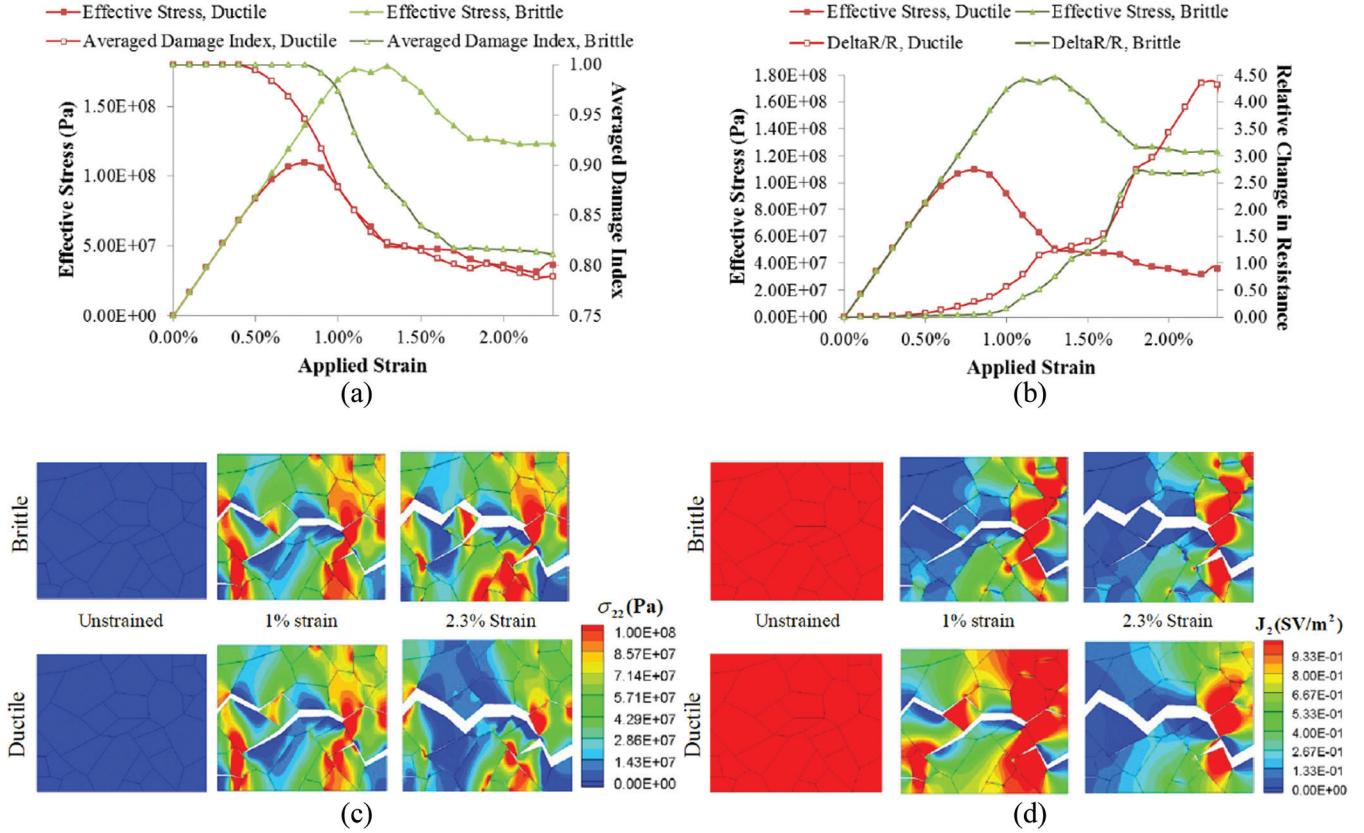 Effective Stress, Ductile
Effective Stress, Brittle
Averaged Damage Index, Ductile
Averaged Damage Index, Brittle
Effective Stress (Pa)
1.50E+08
1.00E+08
5.00E+07
0.00E+00
1.00
0.95
0.90
0.85
0.80
0.75
Averaged Damage Index
0.00%
0.50%
1.00%
1.50%
2.00%
Applied Strain
(a)
Effective Stress, Ductile
Effective Stress, Brittle
DeltaR/R, Ductile
DeltaR/R, Brittle
Effective Stress (Pa)
1.80E+08
1.60E+08
1.40E+08
1.20E+08
1.00E+08
8.00E+07
6.00E+07
4.00E+07
2.00E+07
0.00E+00
4.50
4.00
3.50
3.00
2.50
2.00
1.50
1.00
0.50
0.00
Relative Change in Resistance
0.00%
0.50%
1.00%
1.50%
2.00%
Applied Strain
(b)
Brittle
Unstrained
1% strain
2.3% Strain
Ductile
σ22 (Pa)
1.00E+08
8.57E+07
7.14E+07
5.71E+07
4.29E+07
2.86E+07
1.43E+07
0.00E+00
(c)
Brittle
Unstrained
1% strain
2.3% Strain
Ductile
J2 (SV/m²)
9.33E-01
8.00E-01
6.67E-01
5.33E-01
4.00E-01
2.67E-01
1.33E-01
0.00E+00
(d)